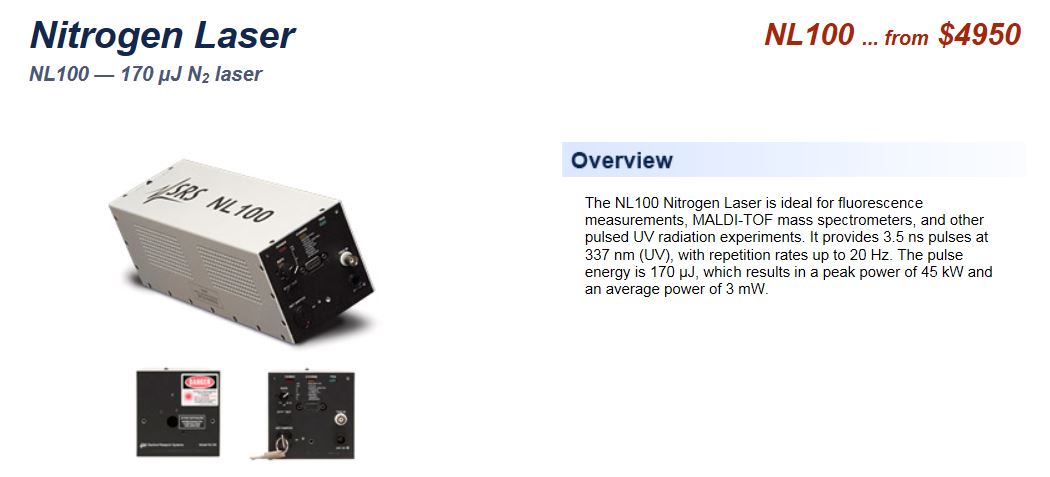 Nitrogen Laser
NL100 ... from $4950
NL100 — 170 µJ N₂ laser
Overview
The NL100 Nitrogen Laser is ideal for fluorescence
measurements, MALDI-TOF mass spectrometers, and other
pulsed UV radiation experiments. It provides 3.5 ns pulses at
337 nm (UV), with repetition rates up to 20 Hz. The pulse
energy is 170 µJ, which results in a peak power of 45 kW and
an average power of 3 mW.
SRS NL100
DANGER